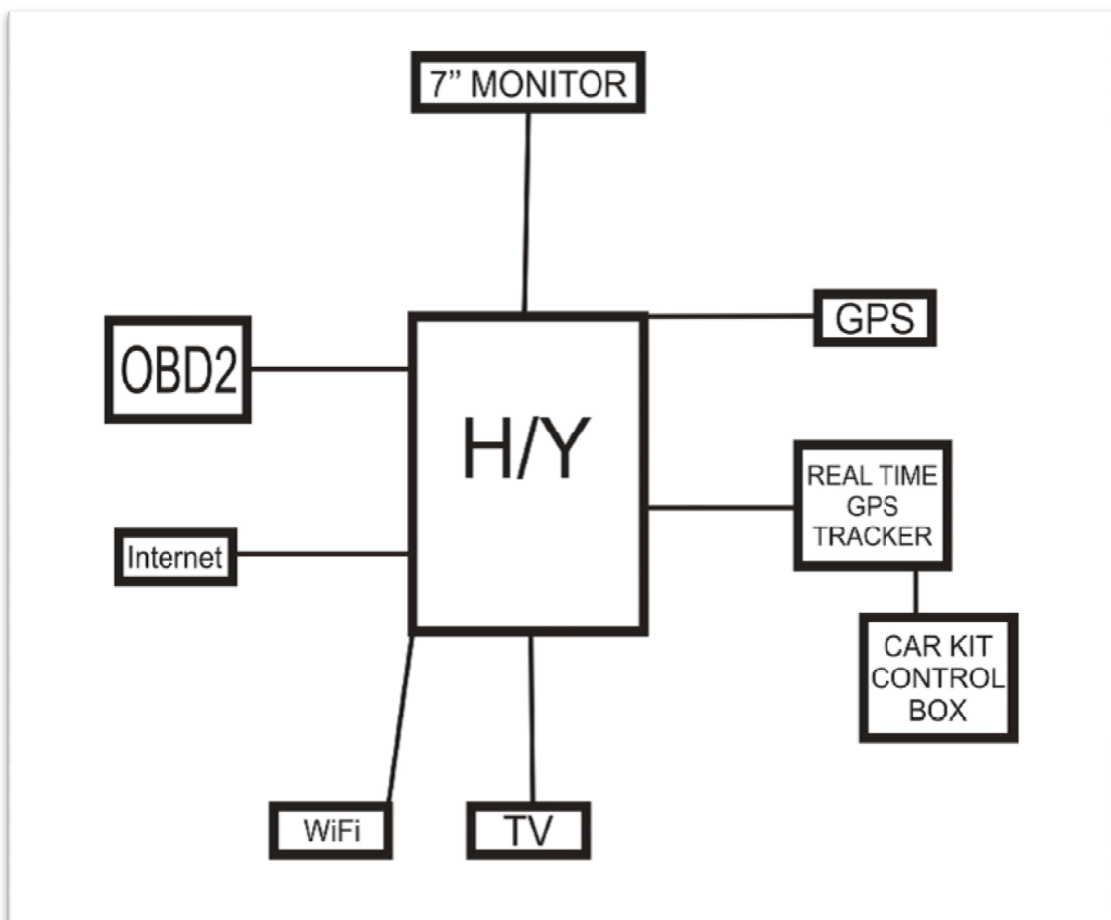 7’’ MONITOR
GPS
OBD2
H/Y
REAL TIME
GPS
TRACKER
Internet
CAR KIT
CONTROL
BOX
WiFi
TV